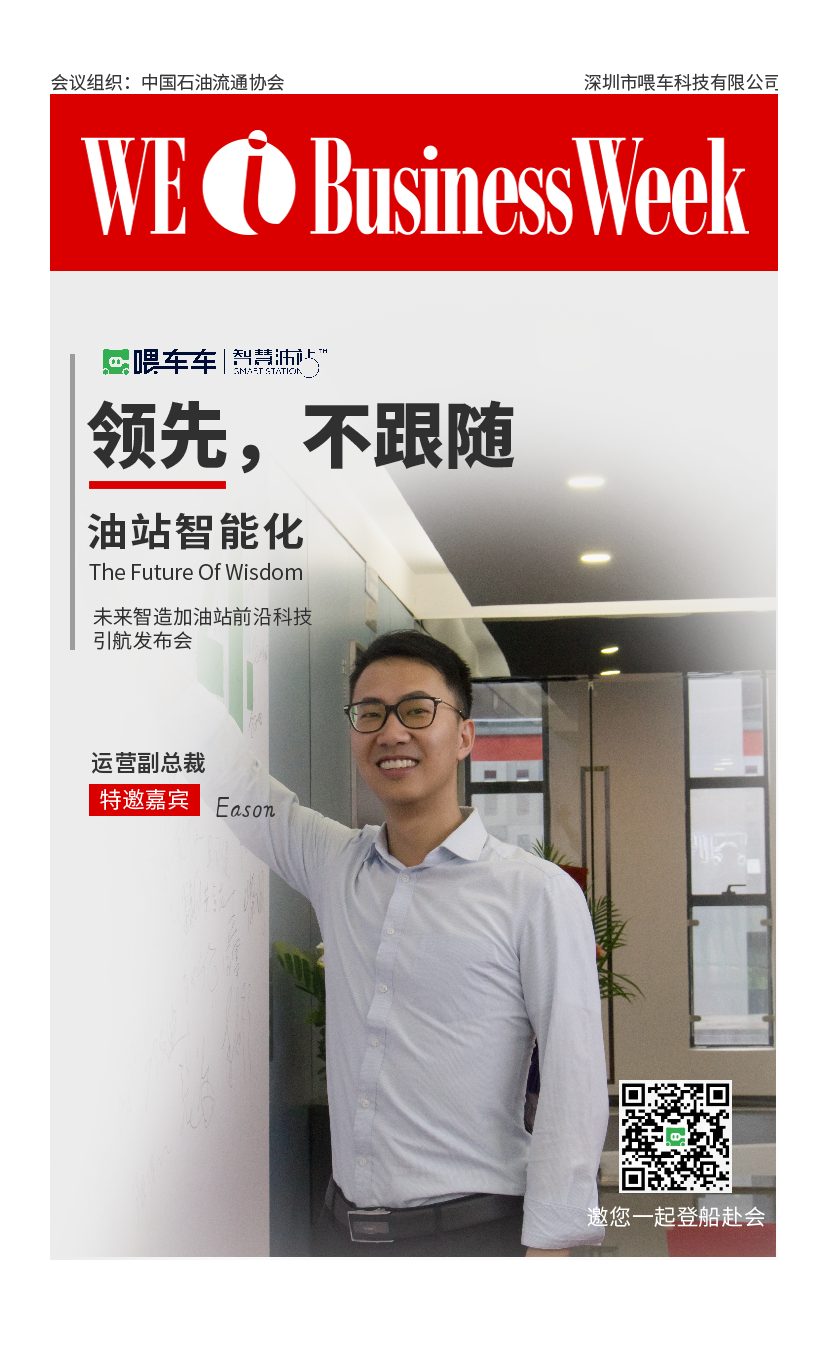 会议组织：中国石油流通协会
深圳市喂车科技有限公司
WE i BusinessWeek
喂车车 智慧油站™
SMART STATION
领先，不跟随
油站智能化
The Future Of Wisdom
未来智造加油站前沿科技
引航发布会
运营副总裁
特邀嘉宾 Eason
邀您一起登船赴会